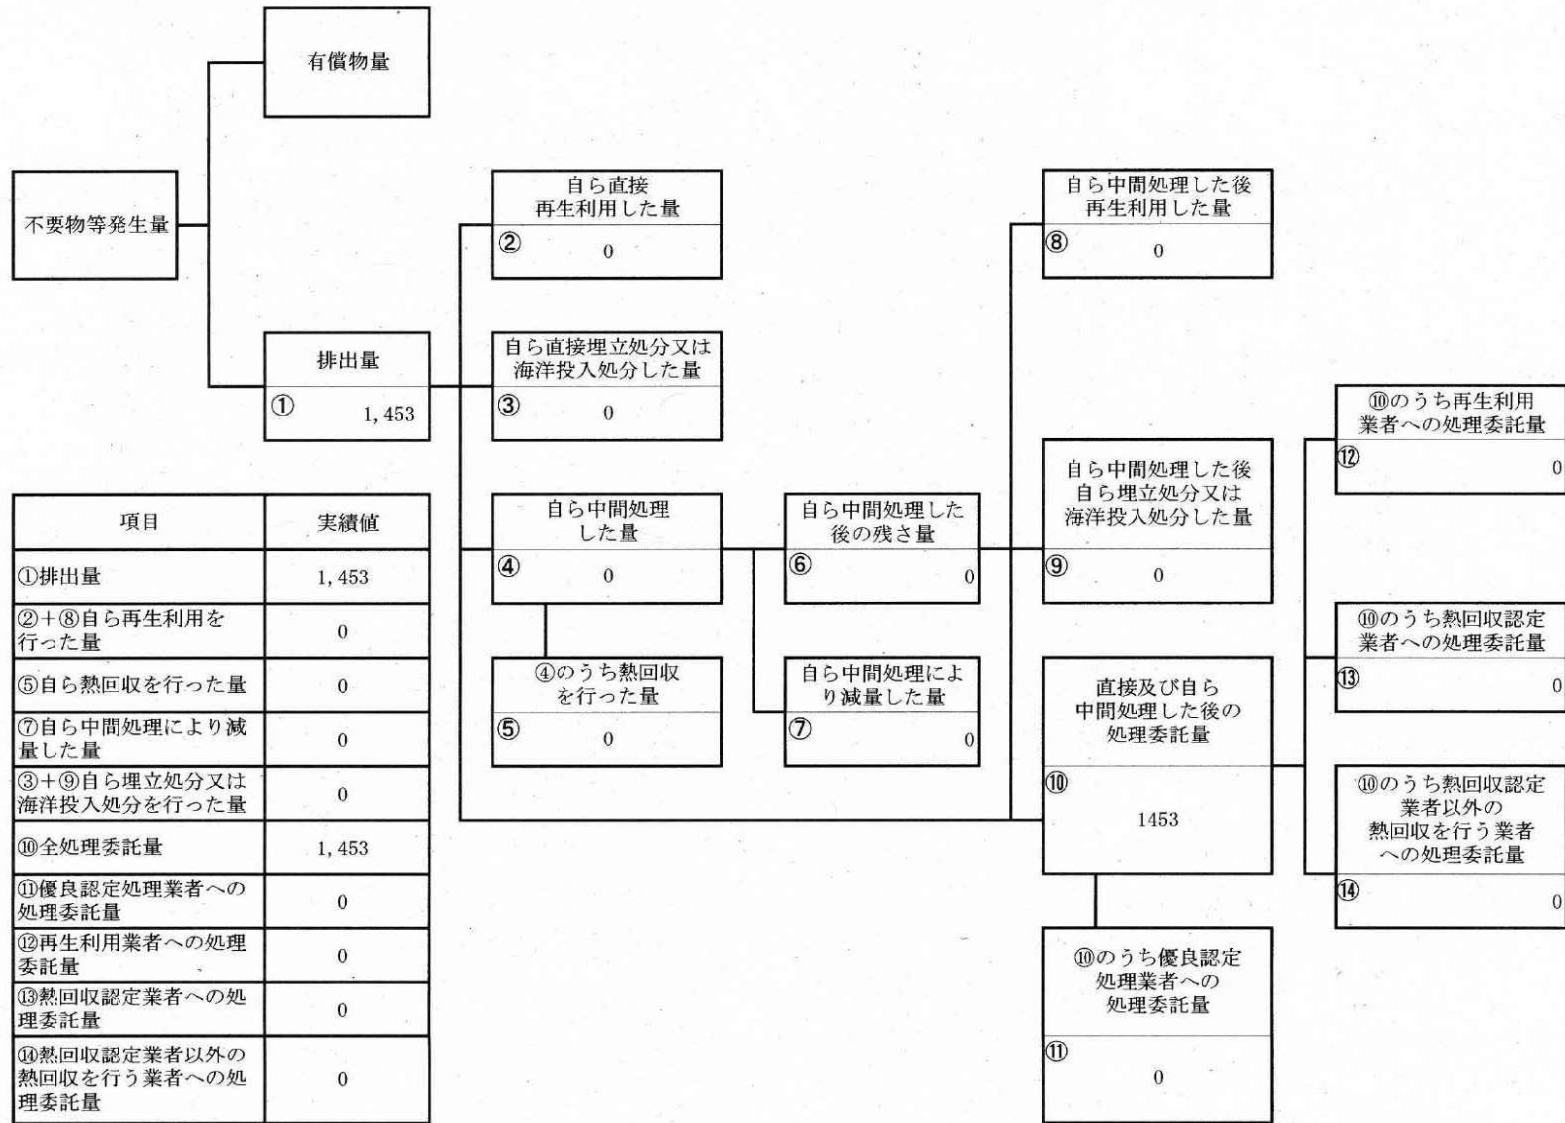 有償物量
不要物等発生量
排出量
① 1,453
自ら直接
再生利用した量
② 0
自ら直接埋立処分又は
海洋投入処分した量
③ 0
自ら中間処理
した量
④ 0
④のうち熱回収
を行った量
⑤ 0
自ら中間処理した
後の残さ量
⑥ 0
自ら中間処理によ
り減量した量
⑦ 0
自ら中間処理した後
再生利用した量
⑧ 0
自ら中間処理した後
自ら埋立処分又は
海洋投入処分した量
⑨ 0
直接及び自ら
中間処理した後の
処理委託量
⑩ 1453
⑩のうち優良認定
処理業者への
処理委託量
⑪ 0
⑩のうち再生利用
業者への処理委託量
⑫ 0
⑩のうち熱回収認定
業者への処理委託量
⑬ 0
⑩のうち熱回収認定
業者以外の
熱回収を行う業者
への処理委託量
⑭ 0
項目 実績値
①排出量 1,453
②+⑧自ら再生利用を
行った量 0
⑤自ら熱回収を行った量 0
⑦自ら中間処理により減
量した量 0
③+⑨自ら埋立処分又は
海洋投入処分を行った量 0
⑩全処理委託量 1,453
⑪優良認定処理業者への
処理委託量 0
⑫再生利用業者への処理
委託量 0
⑬熱回収認定業者への処
理委託量 0
⑭熱回収認定業者以外の
熱回収を行う業者への処
理委託量 0